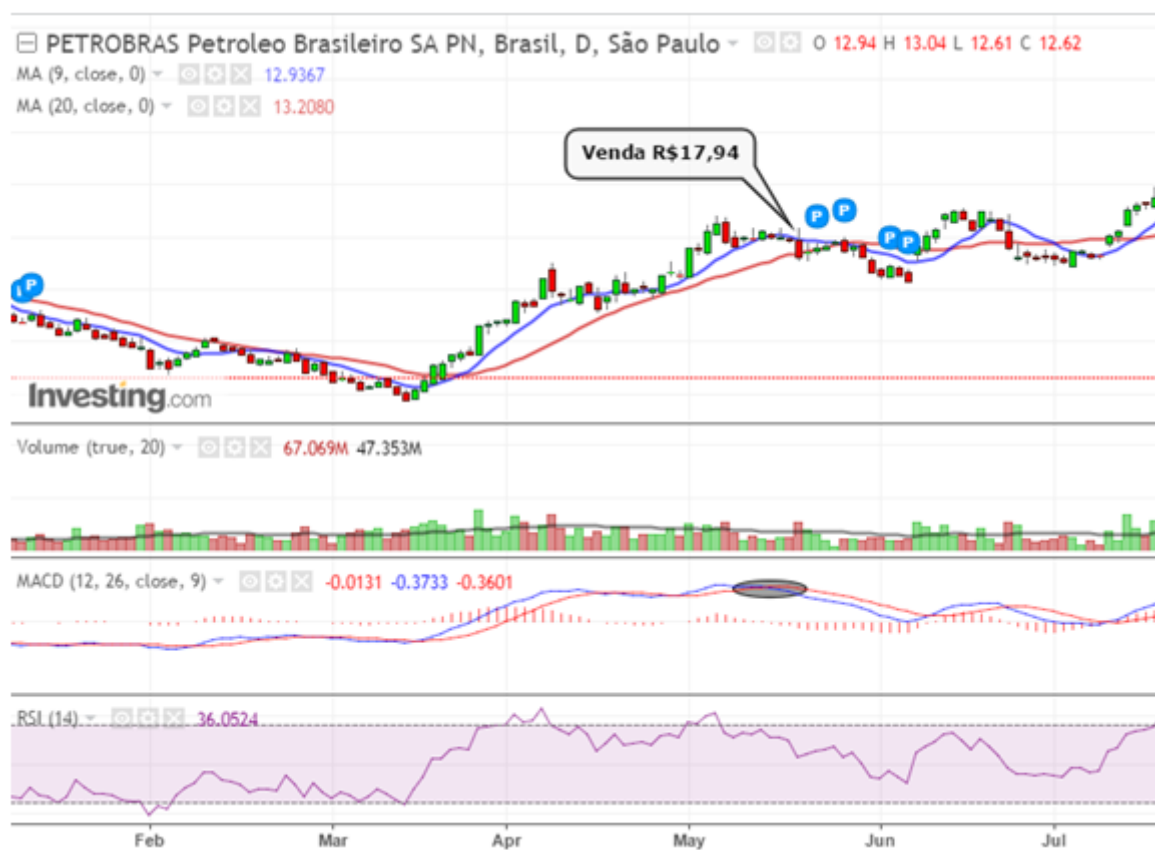 PETROBRAS Petroleo Brasileiro SA PN, Brasil, D, São Paulo O 12.94 H 13.04 L 12.61 C 12.62
MA (9, close, 0) 12.9367
MA (20, close, 0) 13.2080
Venda R$17,94
P P
P P
P
Investing.com
Volume (true, 20) 67.069M 47.353M
MACD (12, 26, close, 9) -0.0131 -0.3733 -0.3601
RSI (14) 36.0524
Feb Mar Apr May Jun Jul